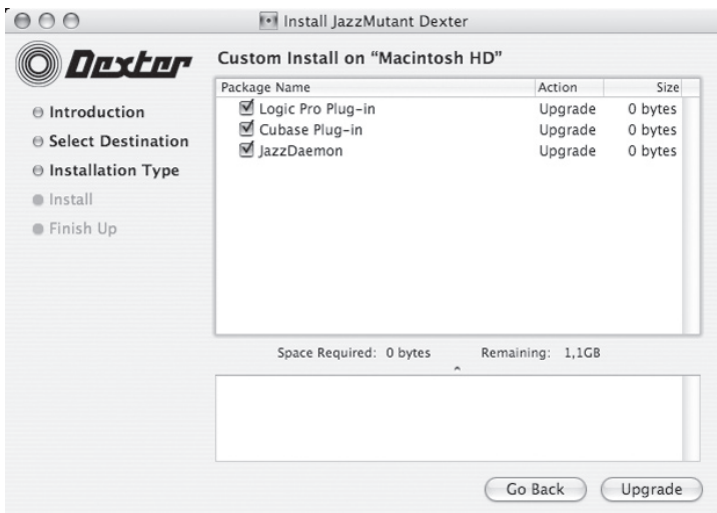 Install JazzMutant Dexter
Dexter
Custom Install on “Macintosh HD”
Introduction
Select Destination
Installation Type
Install
Finish Up
Package Name Action Size
Logic Pro Plug-in Upgrade 0 bytes
Cubase Plug-in Upgrade 0 bytes
JazzDaemon Upgrade 0 bytes
Space Required: 0 bytes Remaining: 1,1GB
Go Back Upgrade